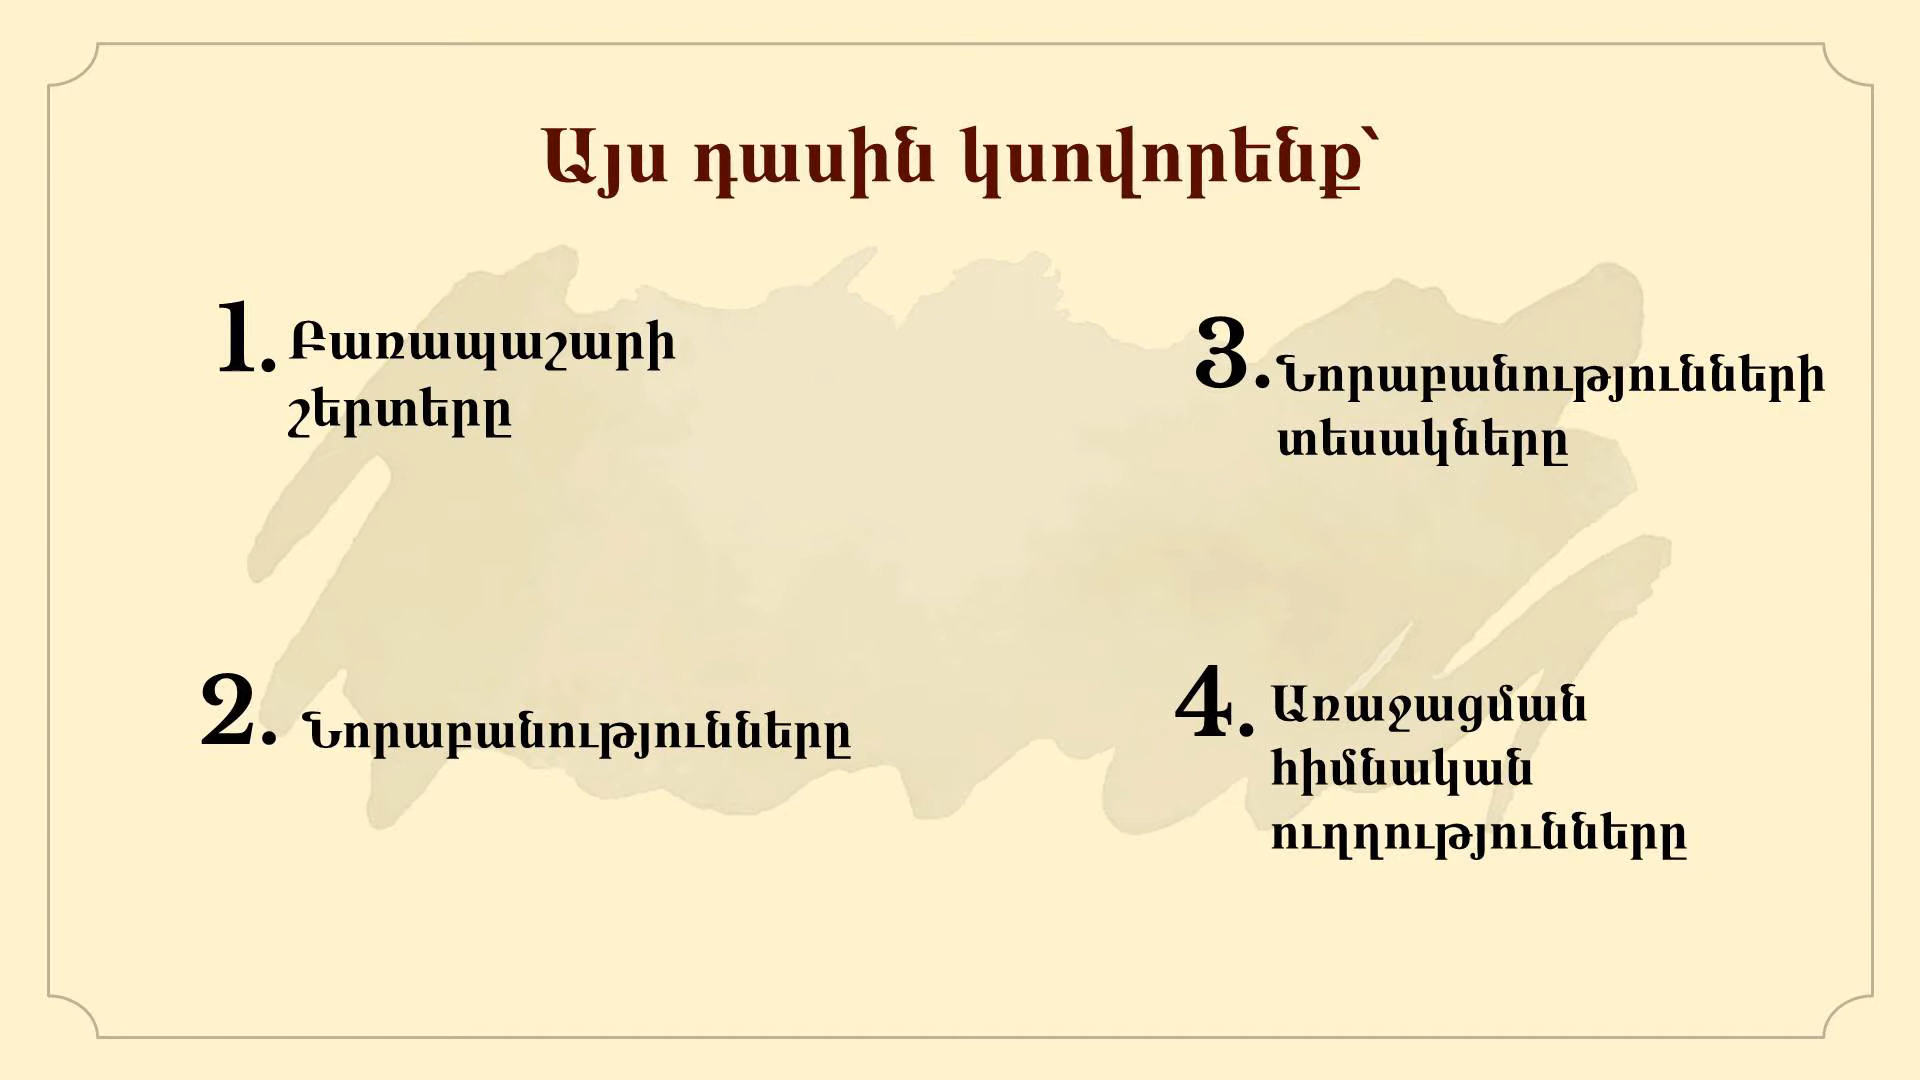 Այս դասին կսովորենք՝
1. Բառապաշարի
շերտերը
2. Նորաբանությունները
3. Նորաբանությունների
տեսակները
4. Առաջացման
հիմնական
ուղղությունները